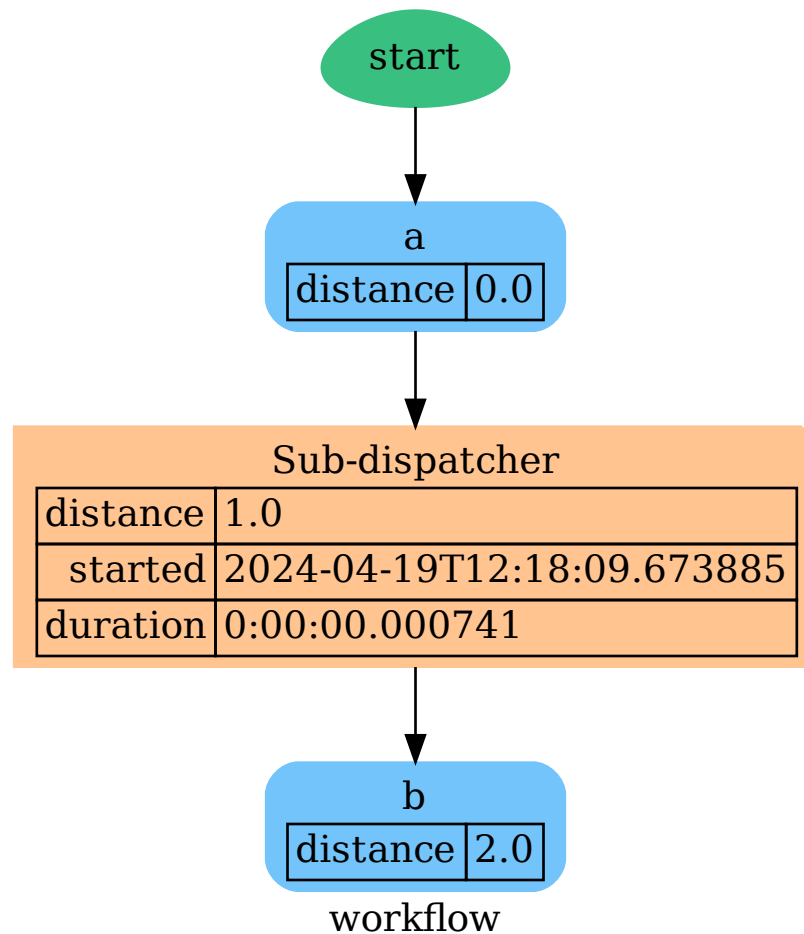 start
a
distance 0.0
Sub-dispatcher
distance 1.0
started 2024-04-19T12:18:09.673885
duration 0:00:00.000741
b
distance 2.0
workflow